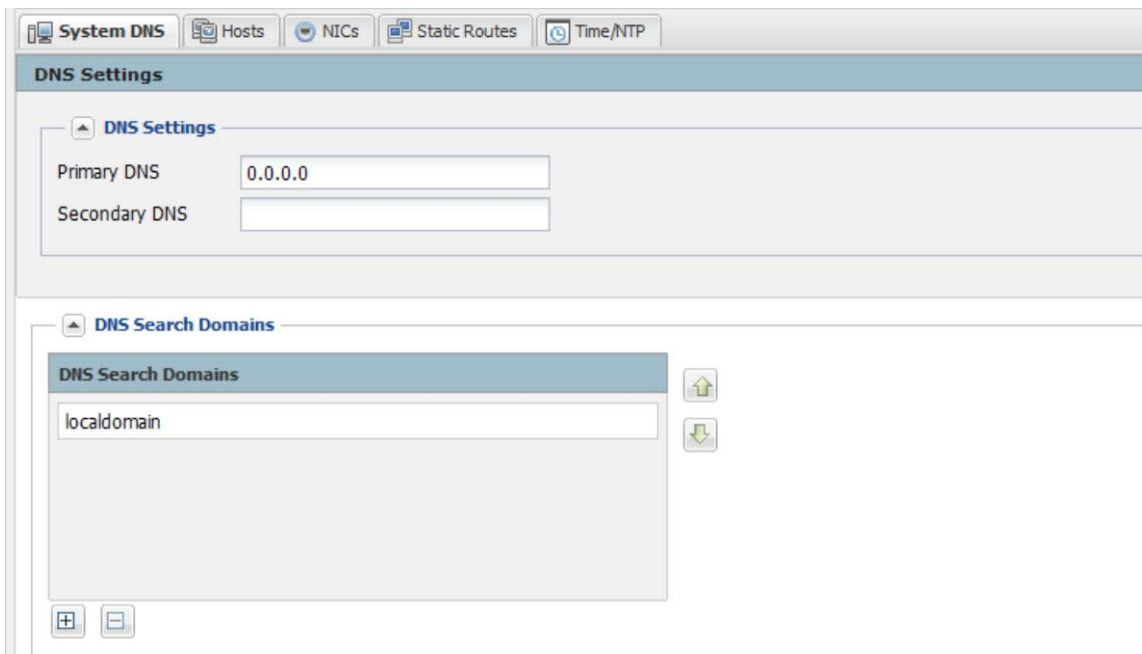 System DNS Hosts NICs Static Routes Time/NTP
DNS Settings
DNS Settings
Primary DNS 0.0.0.0
Secondary DNS
DNS Search Domains
DNS Search Domains
localdomain